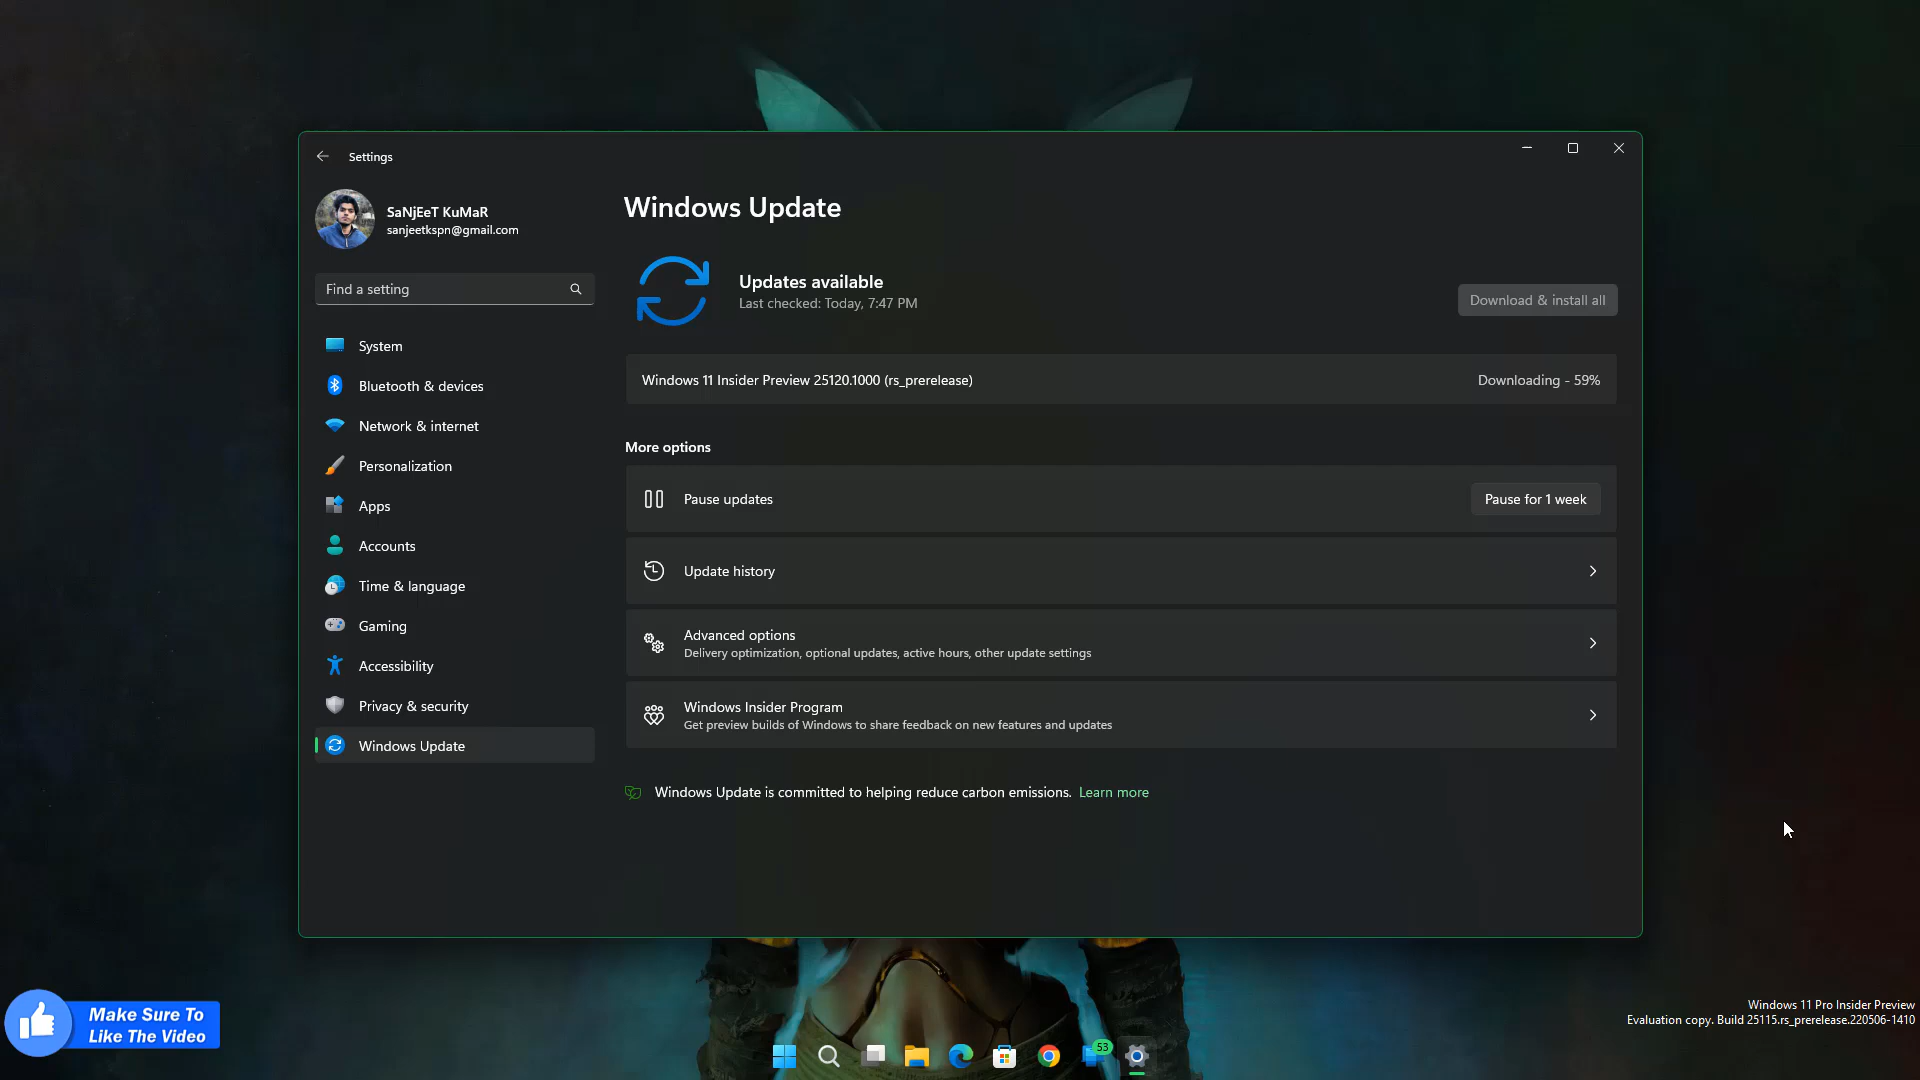 Settings
SaNjEeT KuMaR
sanjeetkspn@gmail.com
Find a setting
System
Bluetooth & devices
Network & internet
Personalization
Apps
Accounts
Time & language
Gaming
Accessibility
Privacy & security
Windows Update
Windows Update
Updates available
Last checked: Today, 7:47 PM
Download & install all
Windows 11 Insider Preview 25120.1000 (rs_prerelease)
Downloading - 59%
More options
Pause updates
Pause for 1 week
Update history
Advanced options
Delivery optimization, optional updates, active hours, other update settings
Windows Insider Program
Get preview builds of Windows to share feedback on new features and updates
Windows Update is committed to helping reduce carbon emissions. Learn more
Make Sure To
Like The Video
Windows 11 Pro Insider Preview
Evaluation copy. Build 25115.rs_prerelease.220506-1410
53